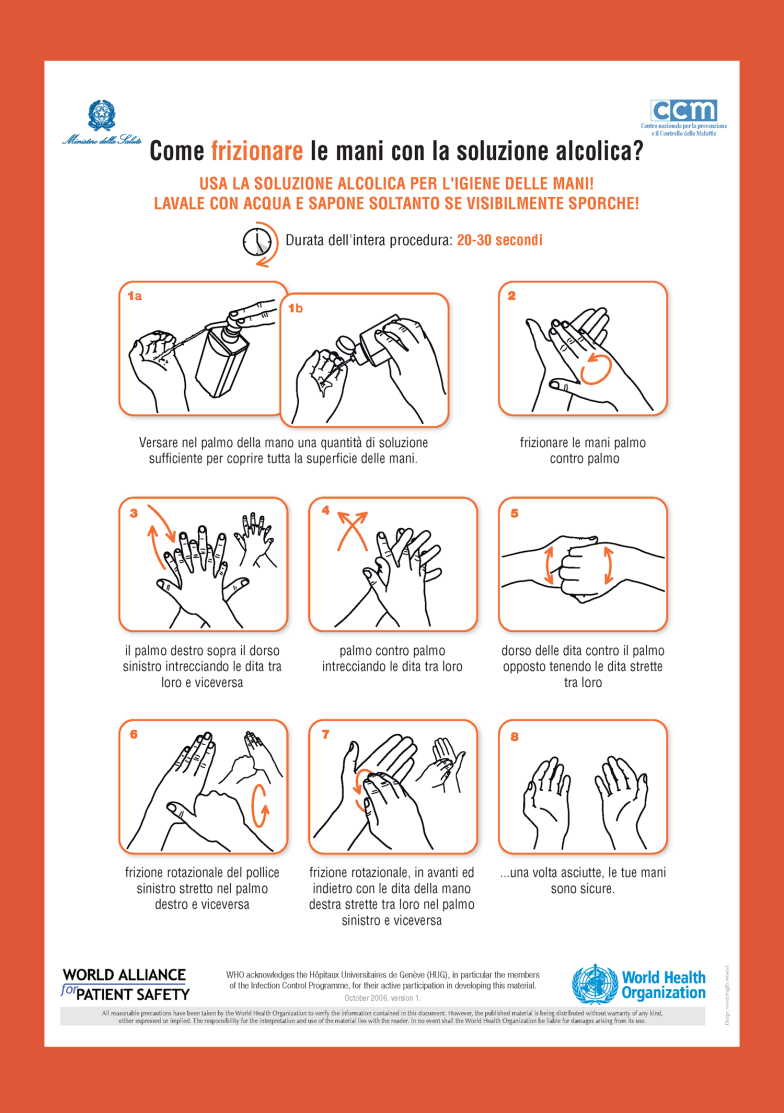 Ministero della Salute
ccm
Centro nazionale per la prevenzione
e il Controllo delle Malattie
Come frizionare le mani con la soluzione alcolica?
USA LA SOLUZIONE ALCOLICA PER L'IGIENE DELLE MANI!
LAVALE CON ACQUA E SAPONE SOLTANTO SE VISIBILMENTE SPORCHE!
Durata dell'intera procedura: 20-30 secondi
1a
1b
2
Versare nel palmo della mano una quantità di soluzione
sufficiente per coprire tutta la superficie delle mani.
frizionare le mani palmo
contro palmo
3
4
5
il palmo destro sopra il dorso
sinistro intrecciando le dita tra
loro e viceversa
palmo contro palmo
intrecciando le dita tra loro
dorso delle dita contro il palmo
opposto tenendo le dita strette
tra loro
6
7
8
frizione rotazionale del pollice
sinistro stretto nel palmo
destro e viceversa
frizione rotazionale, in avanti ed
indietro con le dita della mano
destra strette tra loro nel palmo
sinistro e viceversa
...una volta asciutte, le tue mani
sono sicure.
WORLD ALLIANCE
for PATIENT SAFETY
WHO acknowledges the Hôpitaux Universitaires de Genève (HUG), in particular the members
of the Infection Control Programme, for their active participation in developing this material.
October 2006, version 1.
World Health
Organization
All reasonable precautions have been taken by the World Health Organization to verify the information contained in this document. However, the published material is being distributed without warranty of any kind,
either expressed or implied. The responsibility for the interpretation and use of the material lies with the reader. In no event shall the World Health Organization be liable for damages arising from its use.